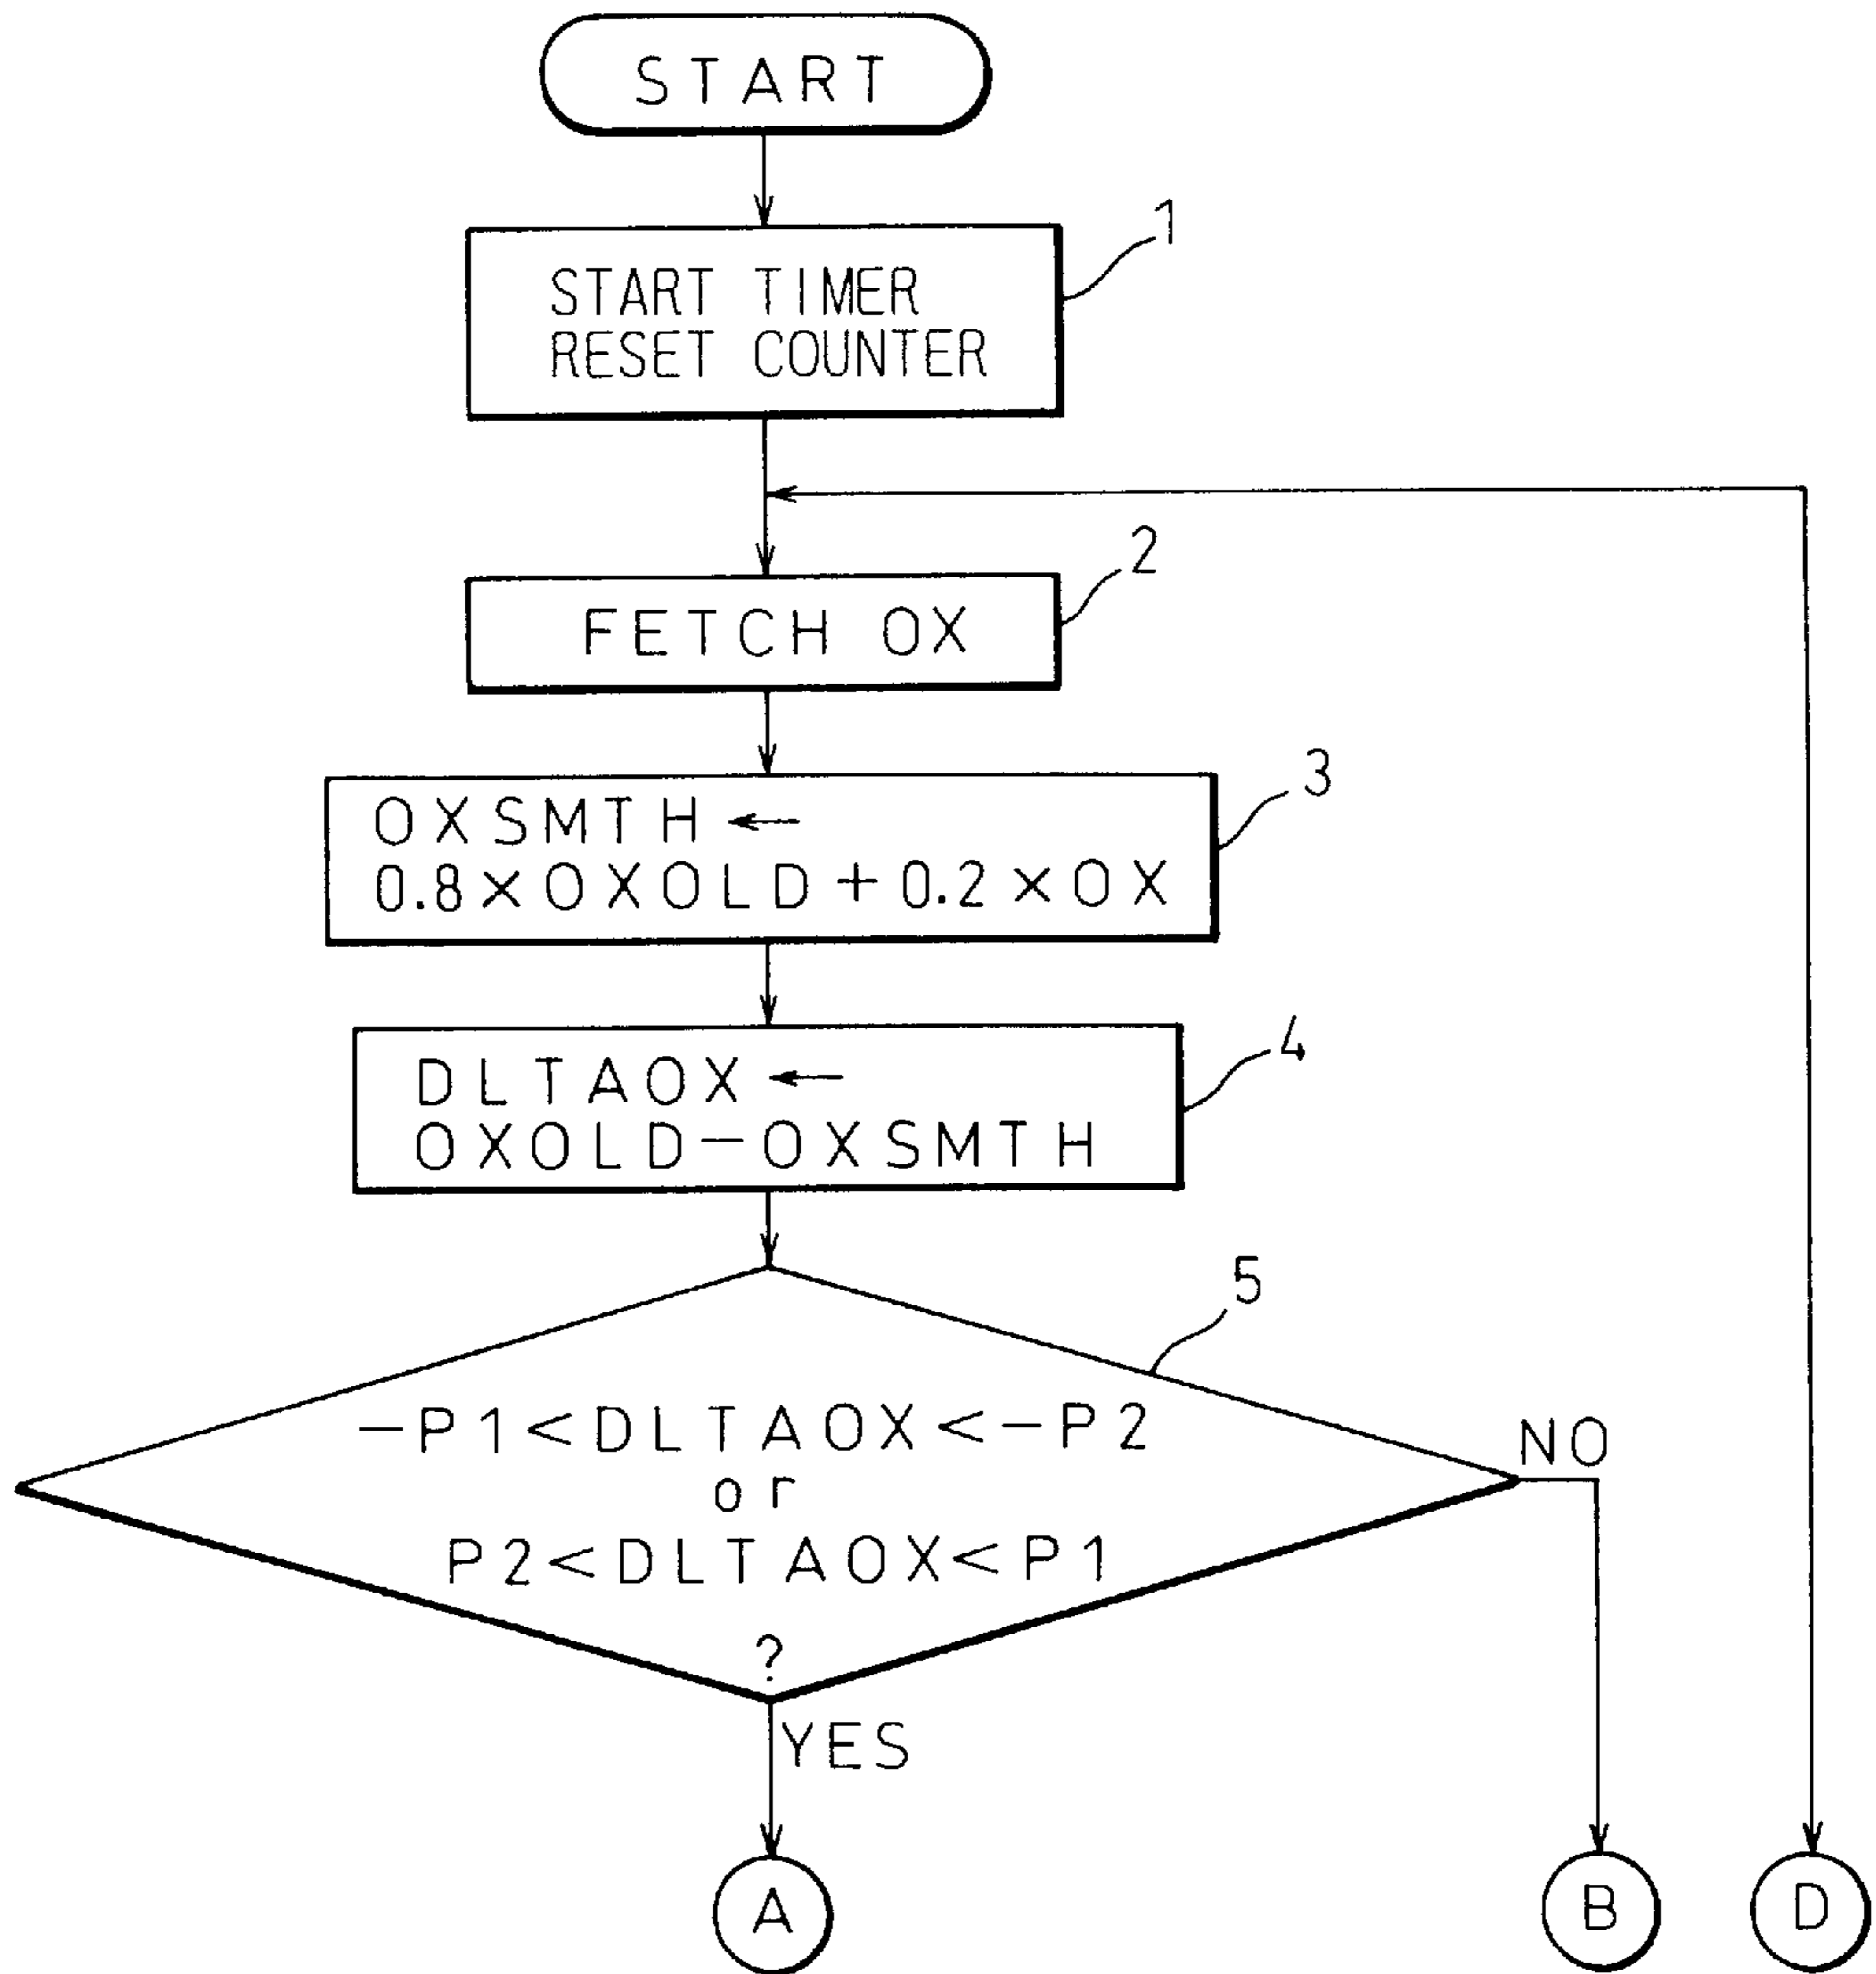 START
1
START TIMER
RESET COUNTER
2
FETCH OX
3
OXSMTH ←
0.8×OXOLD+0.2×OX
4
DLTAOX ←
OXOLD-OXSMTH
5
-P1<DLTAOX<-P2
or
P2<DLTAOX<P1
?
NO
YES
A
B
D